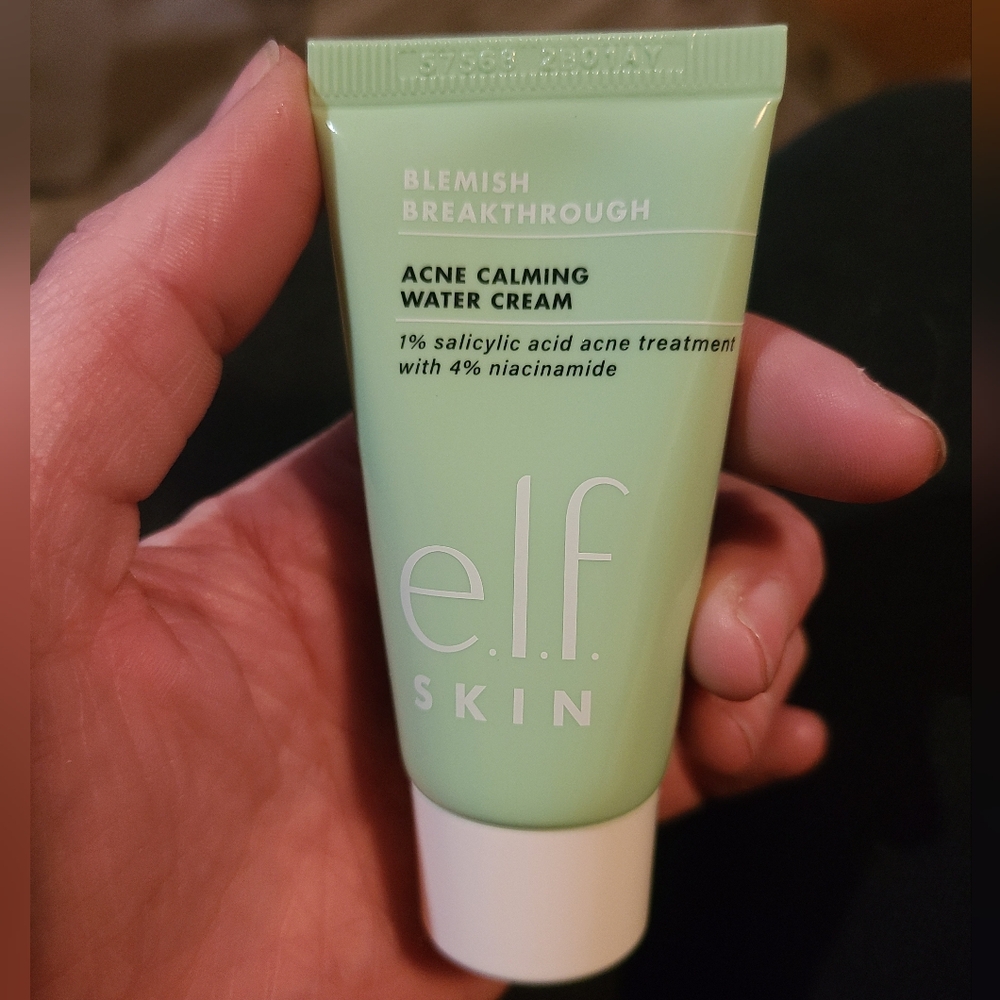 BLEMISH
BREAKTHROUGH
ACNE CALMING
WATER CREAM
1% salicylic acid acne treatment
with 4% niacinamide
e.l.f.
SKIN